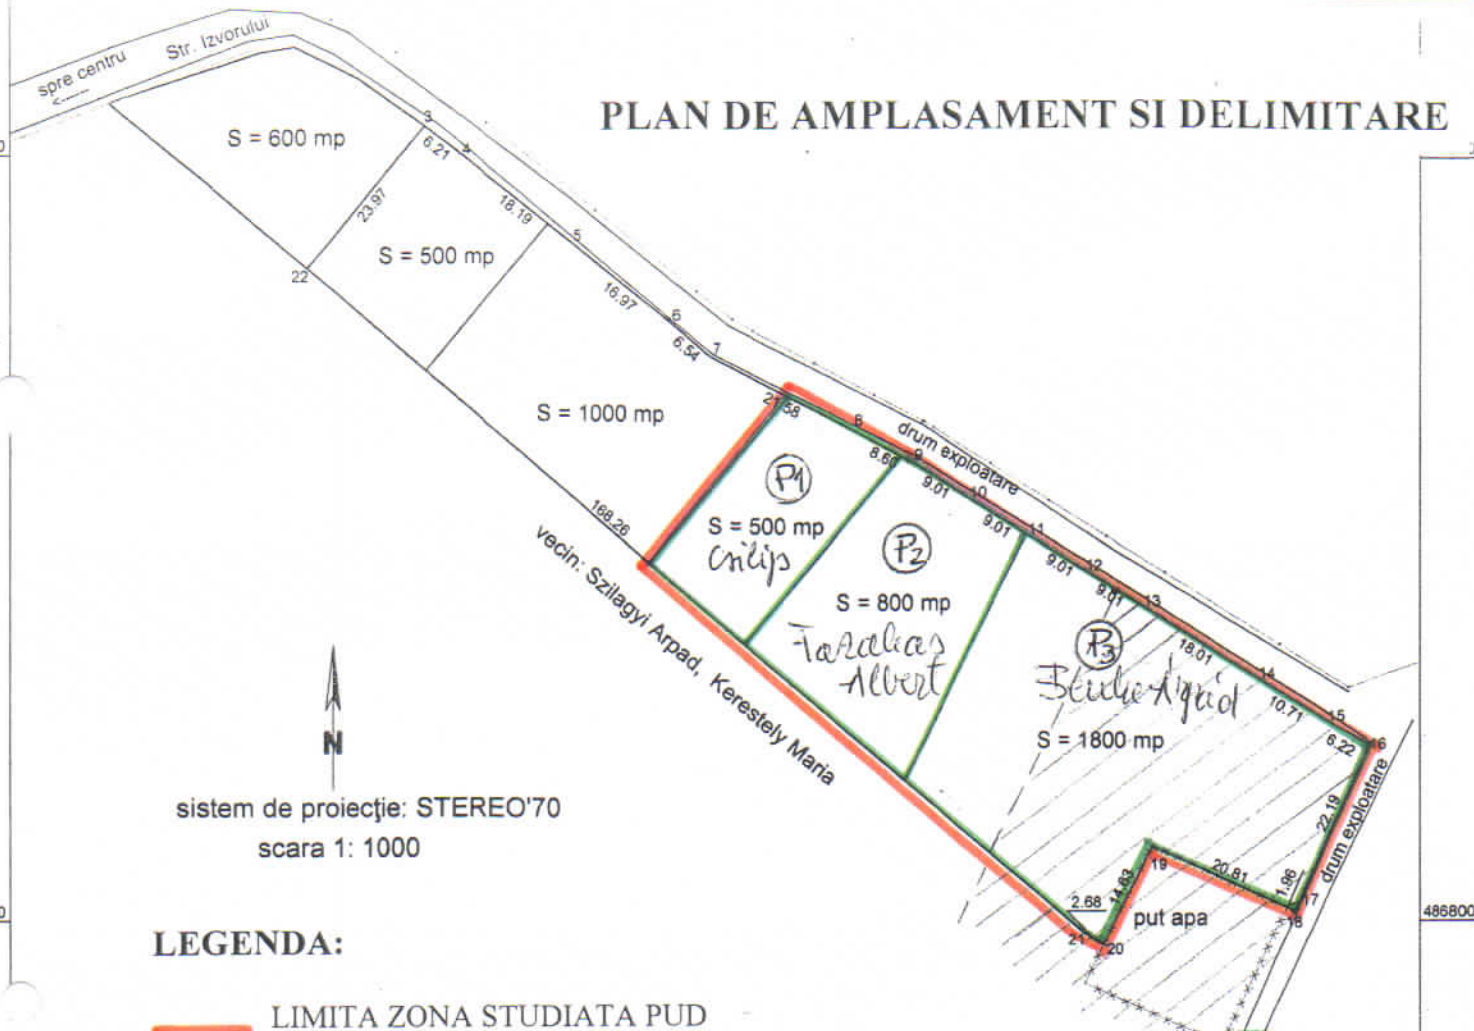 spre centru
Str. Izvorului
PLAN DE AMPLASAMENT SI DELIMITARE
S = 600 mp
3
6.21
4
23.97
18.19
5
S = 500 mp
22
16.97
6
6.54
7
S = 1000 mp
21.58
8
drum exploatare
8.60
9
9.01
10
9.01
11
9.01
12
9.01
13
18.01
14
10.71
15
6.22
16
P1
S = 500 mp
168.26
P2
S = 800 mp
Albert
P3
S = 1800 mp
vecin: Szilagyi Arpad, Kerestely Maria
22.19
drum exploatare
N
sistem de proiecţie: STEREO'70
scara 1: 1000
19
20.81
1.96
17
18
14.63
2.68
put apa
21
20
486800
LEGENDA:
LIMITA ZONA STUDIATA PUD